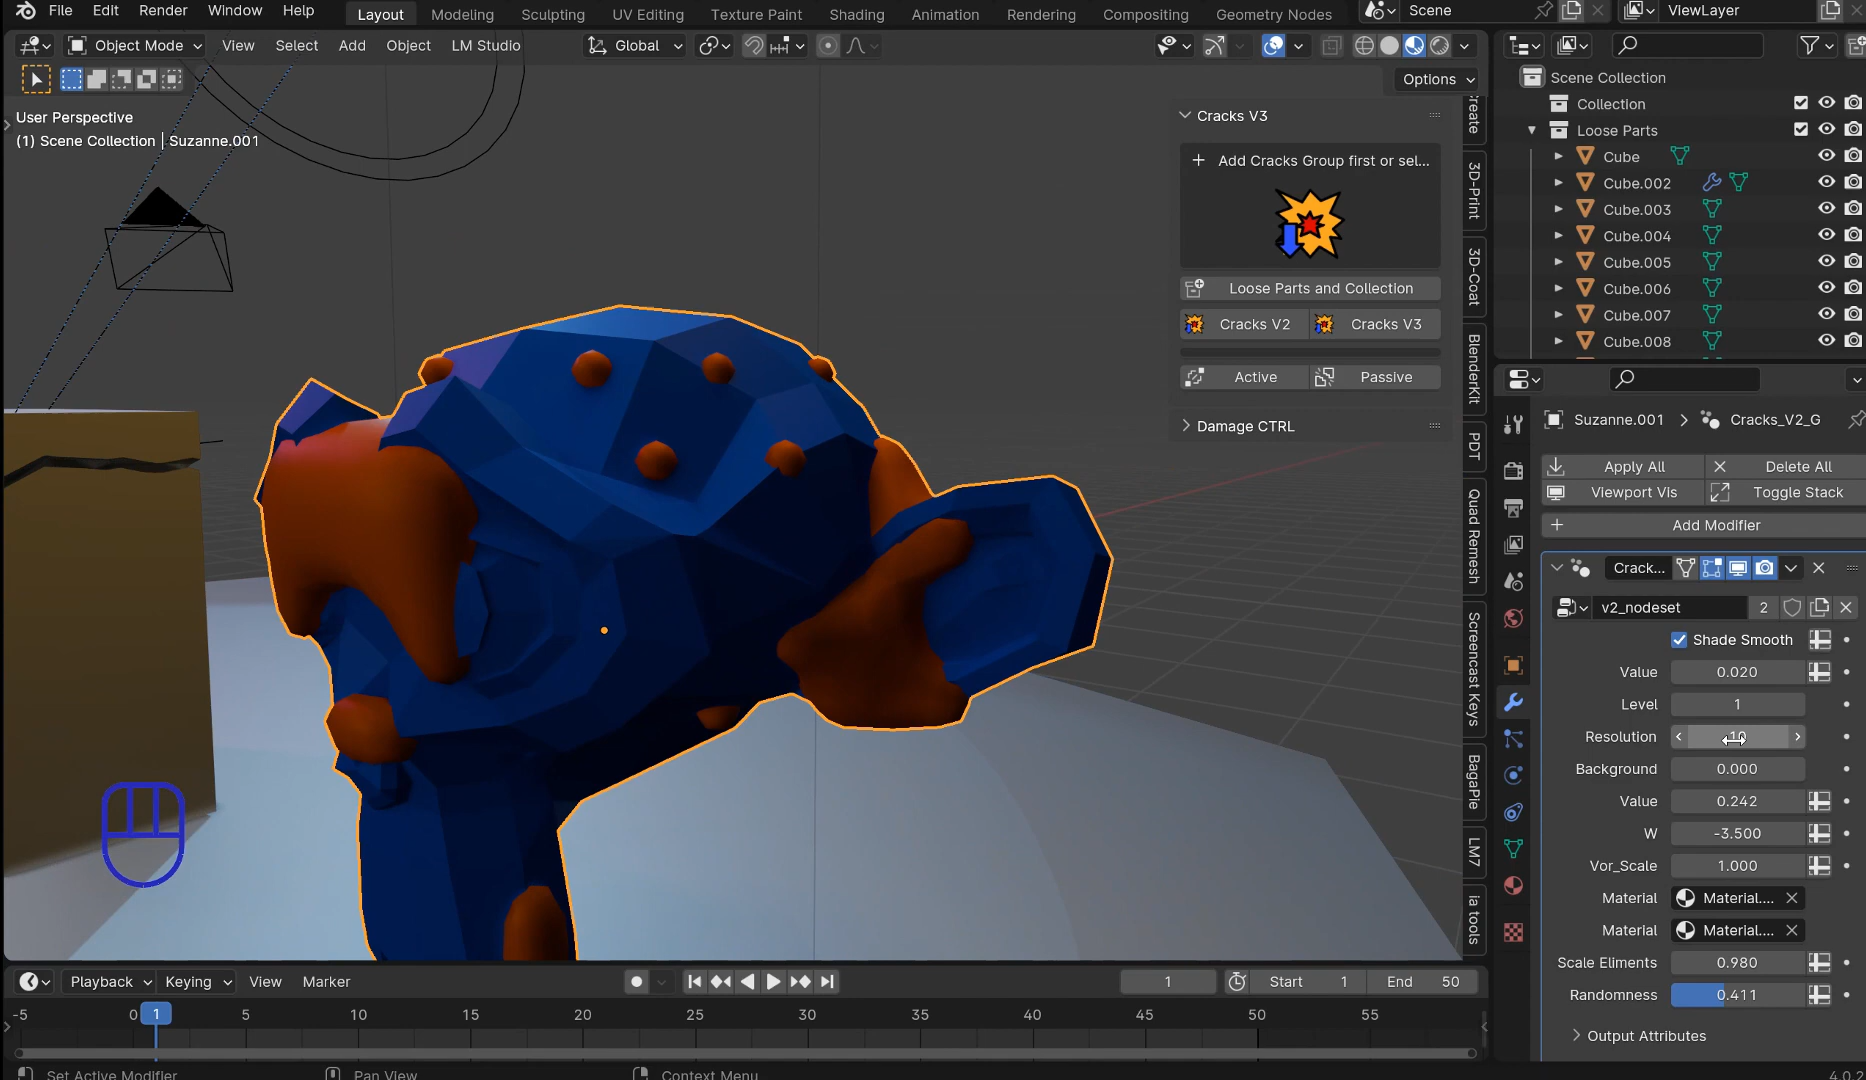 File Edit Render Window Help Layout Modeling Sculpting UV Editing Texture Paint Shading Animation Rendering Compositing Geometry Nodes Scene ViewLayer
Object Mode View Select Add Object LM Studio Global
Options
User Perspective
(1) Scene Collection | Suzanne.001
Cracks V3
Add Cracks Group first or sel...
Loose Parts and Collection
Cracks V2 Cracks V3
Active Passive
Damage CTRL
3D-Print
3D-Coat
BlenderKit
PDT
Quad Remesh
Screencast Keys
BagaPie
LM7
ia tools
Scene Collection
Collection
Loose Parts
Cube
Cube.002
Cube.003
Cube.004
Cube.005
Cube.006
Cube.007
Cube.008
Suzanne.001 > Cracks_V2_G
Apply All Delete All
Viewport Vis Toggle Stack
Add Modifier
Crack...
v2_nodeset 2
Shade Smooth
Value 0.020
Level 1
Resolution
Background 0.000
Value 0.242
W -3.500
Vor_Scale 1.000
Material Material....
Material Material....
Scale Eliments 0.980
Randomness 0.411
Output Attributes
Playback Keying View Marker 1 Start 1 End 50
-5 0 1 5 10 15 20 25 30 35 40 45 50 55
Set Active Modifier Pan View Context Menu 4.0.2